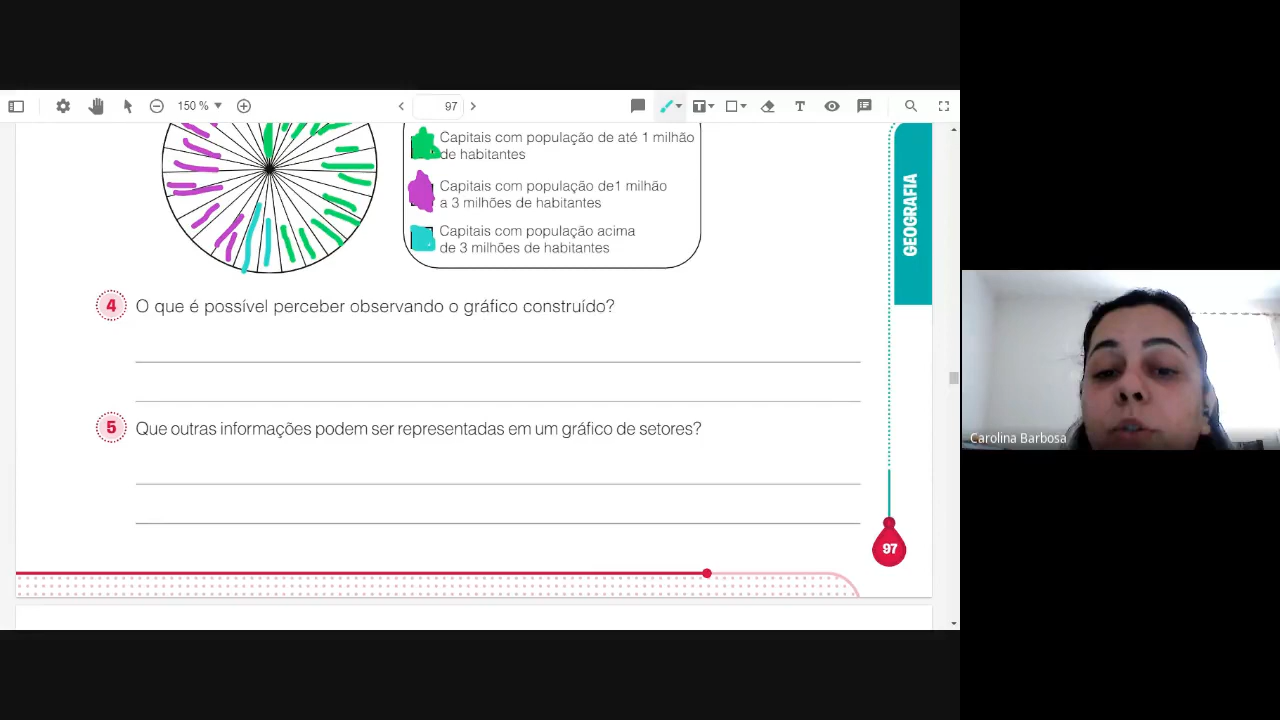 150 %
97
Capitais com população de até 1 milhão
de habitantes
Capitais com população de1 milhão
a 3 milhões de habitantes
Capitais com população acima
de 3 milhões de habitantes
GEOGRAFIA
4 O que é possível perceber observando o gráfico construído?
5 Que outras informações podem ser representadas em um gráfico de setores?
97
Carolina Barbosa